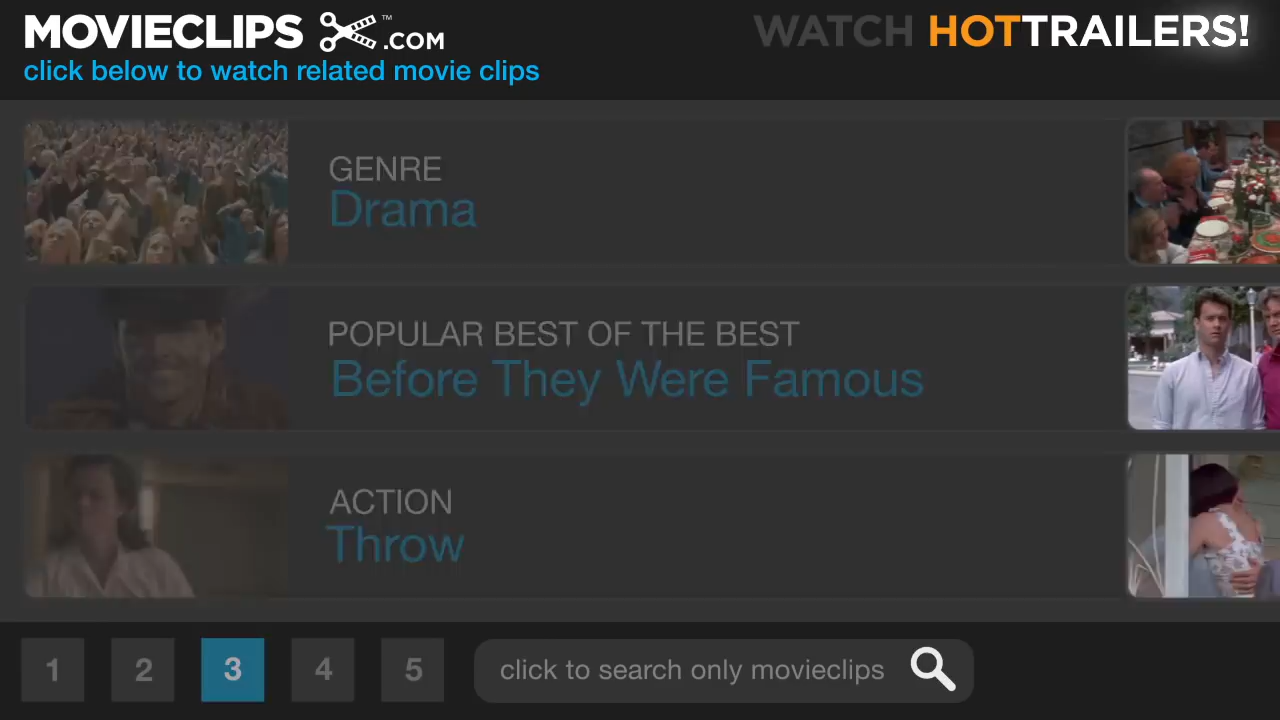 MOVIECLIPS ™ .COM
WATCH HOTTRAILERS!
click below to watch related movie clips
GENRE
Drama
POPULAR BEST OF THE BEST
Before They Were Famous
ACTION
Throw
1 2 3 4 5
click to search only movieclips